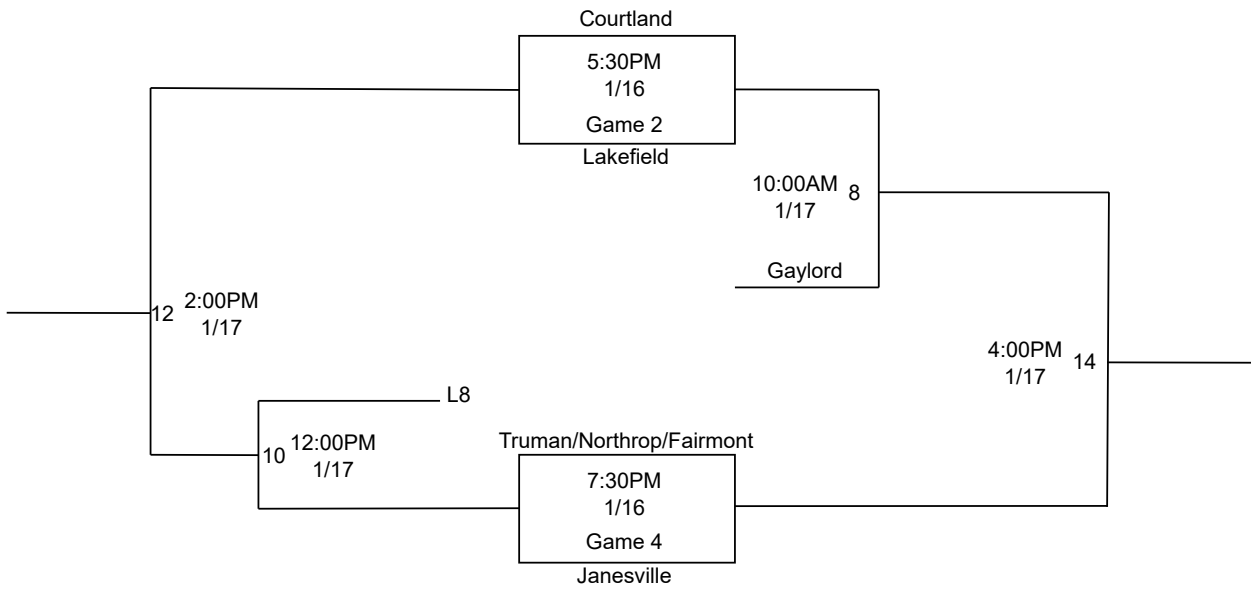 Courtland
5:30PM
1/16
Game 2
Lakefield
10:00AM
1/17
8
Gaylord
12
2:00PM
1/17
4:00PM
1/17
14
L8
10
12:00PM
1/17
Truman/Northrop/Fairmont
7:30PM
1/16
Game 4
Janesville